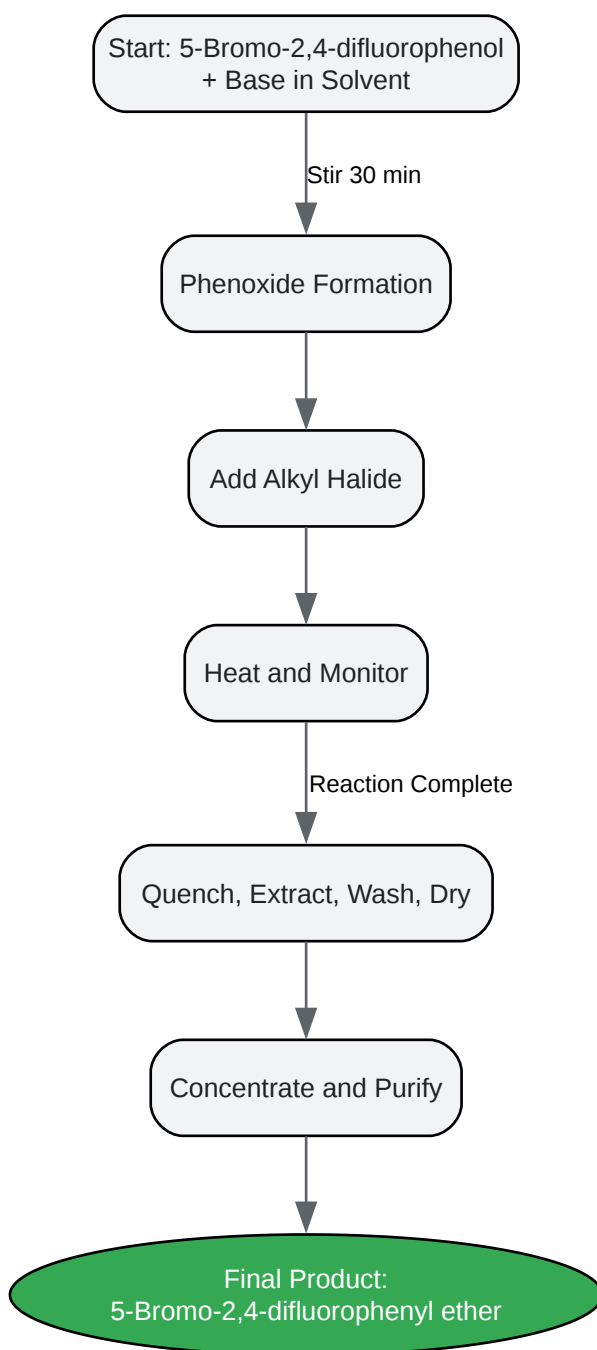 Start: 5-Bromo-2,4-difluorophenol
+ Base in Solvent
Stir 30 min
Phenoxide Formation
Add Alkyl Halide
Heat and Monitor
Reaction Complete
Quench, Extract, Wash, Dry
Concentrate and Purify
Final Product:
5-Bromo-2,4-difluorophenyl ether